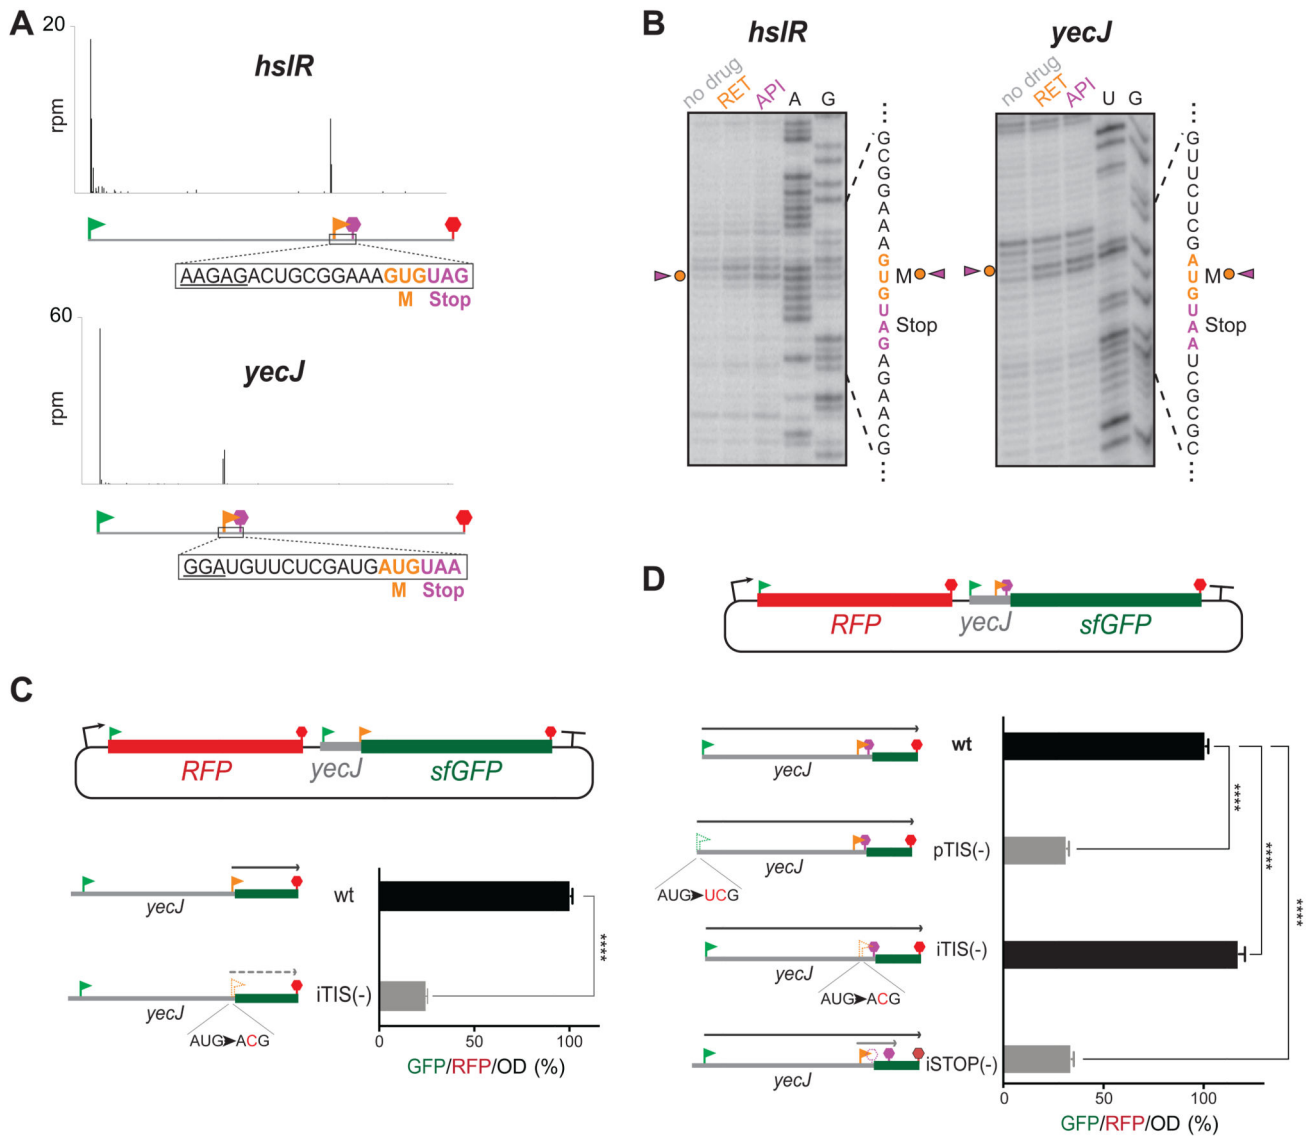 A
20
rpm
hslR
AAGAGACUGCGGAAAGUGUAG
M Stop
60
rpm
yecJ
GGAUGUUCUCGAUGAUGUAA
M Stop
B
hslR
no drug
RET
API
A G
⋮
G
C
G
G
A
A
A
G
U M
G
U
A Stop
G
A
G
A
A
C
G
⋮
yecJ
no drug
RET
API
U G
⋮
G
U
U
C
U
C
G
A
U M
G
U
A Stop
A
U
C
G
C
G
C
⋮
C
RFP
yecJ
sfGFP
yecJ
wt
yecJ
iTIS(-)
AUG➤ACG
****
0 50 100
GFP/RFP/OD (%)
D
RFP
yecJ
sfGFP
yecJ
wt
yecJ
pTIS(-)
AUG➤UCG
yecJ
iTIS(-)
AUG➤ACG
yecJ
iSTOP(-)
****
****
****
0 50 100
GFP/RFP/OD (%)